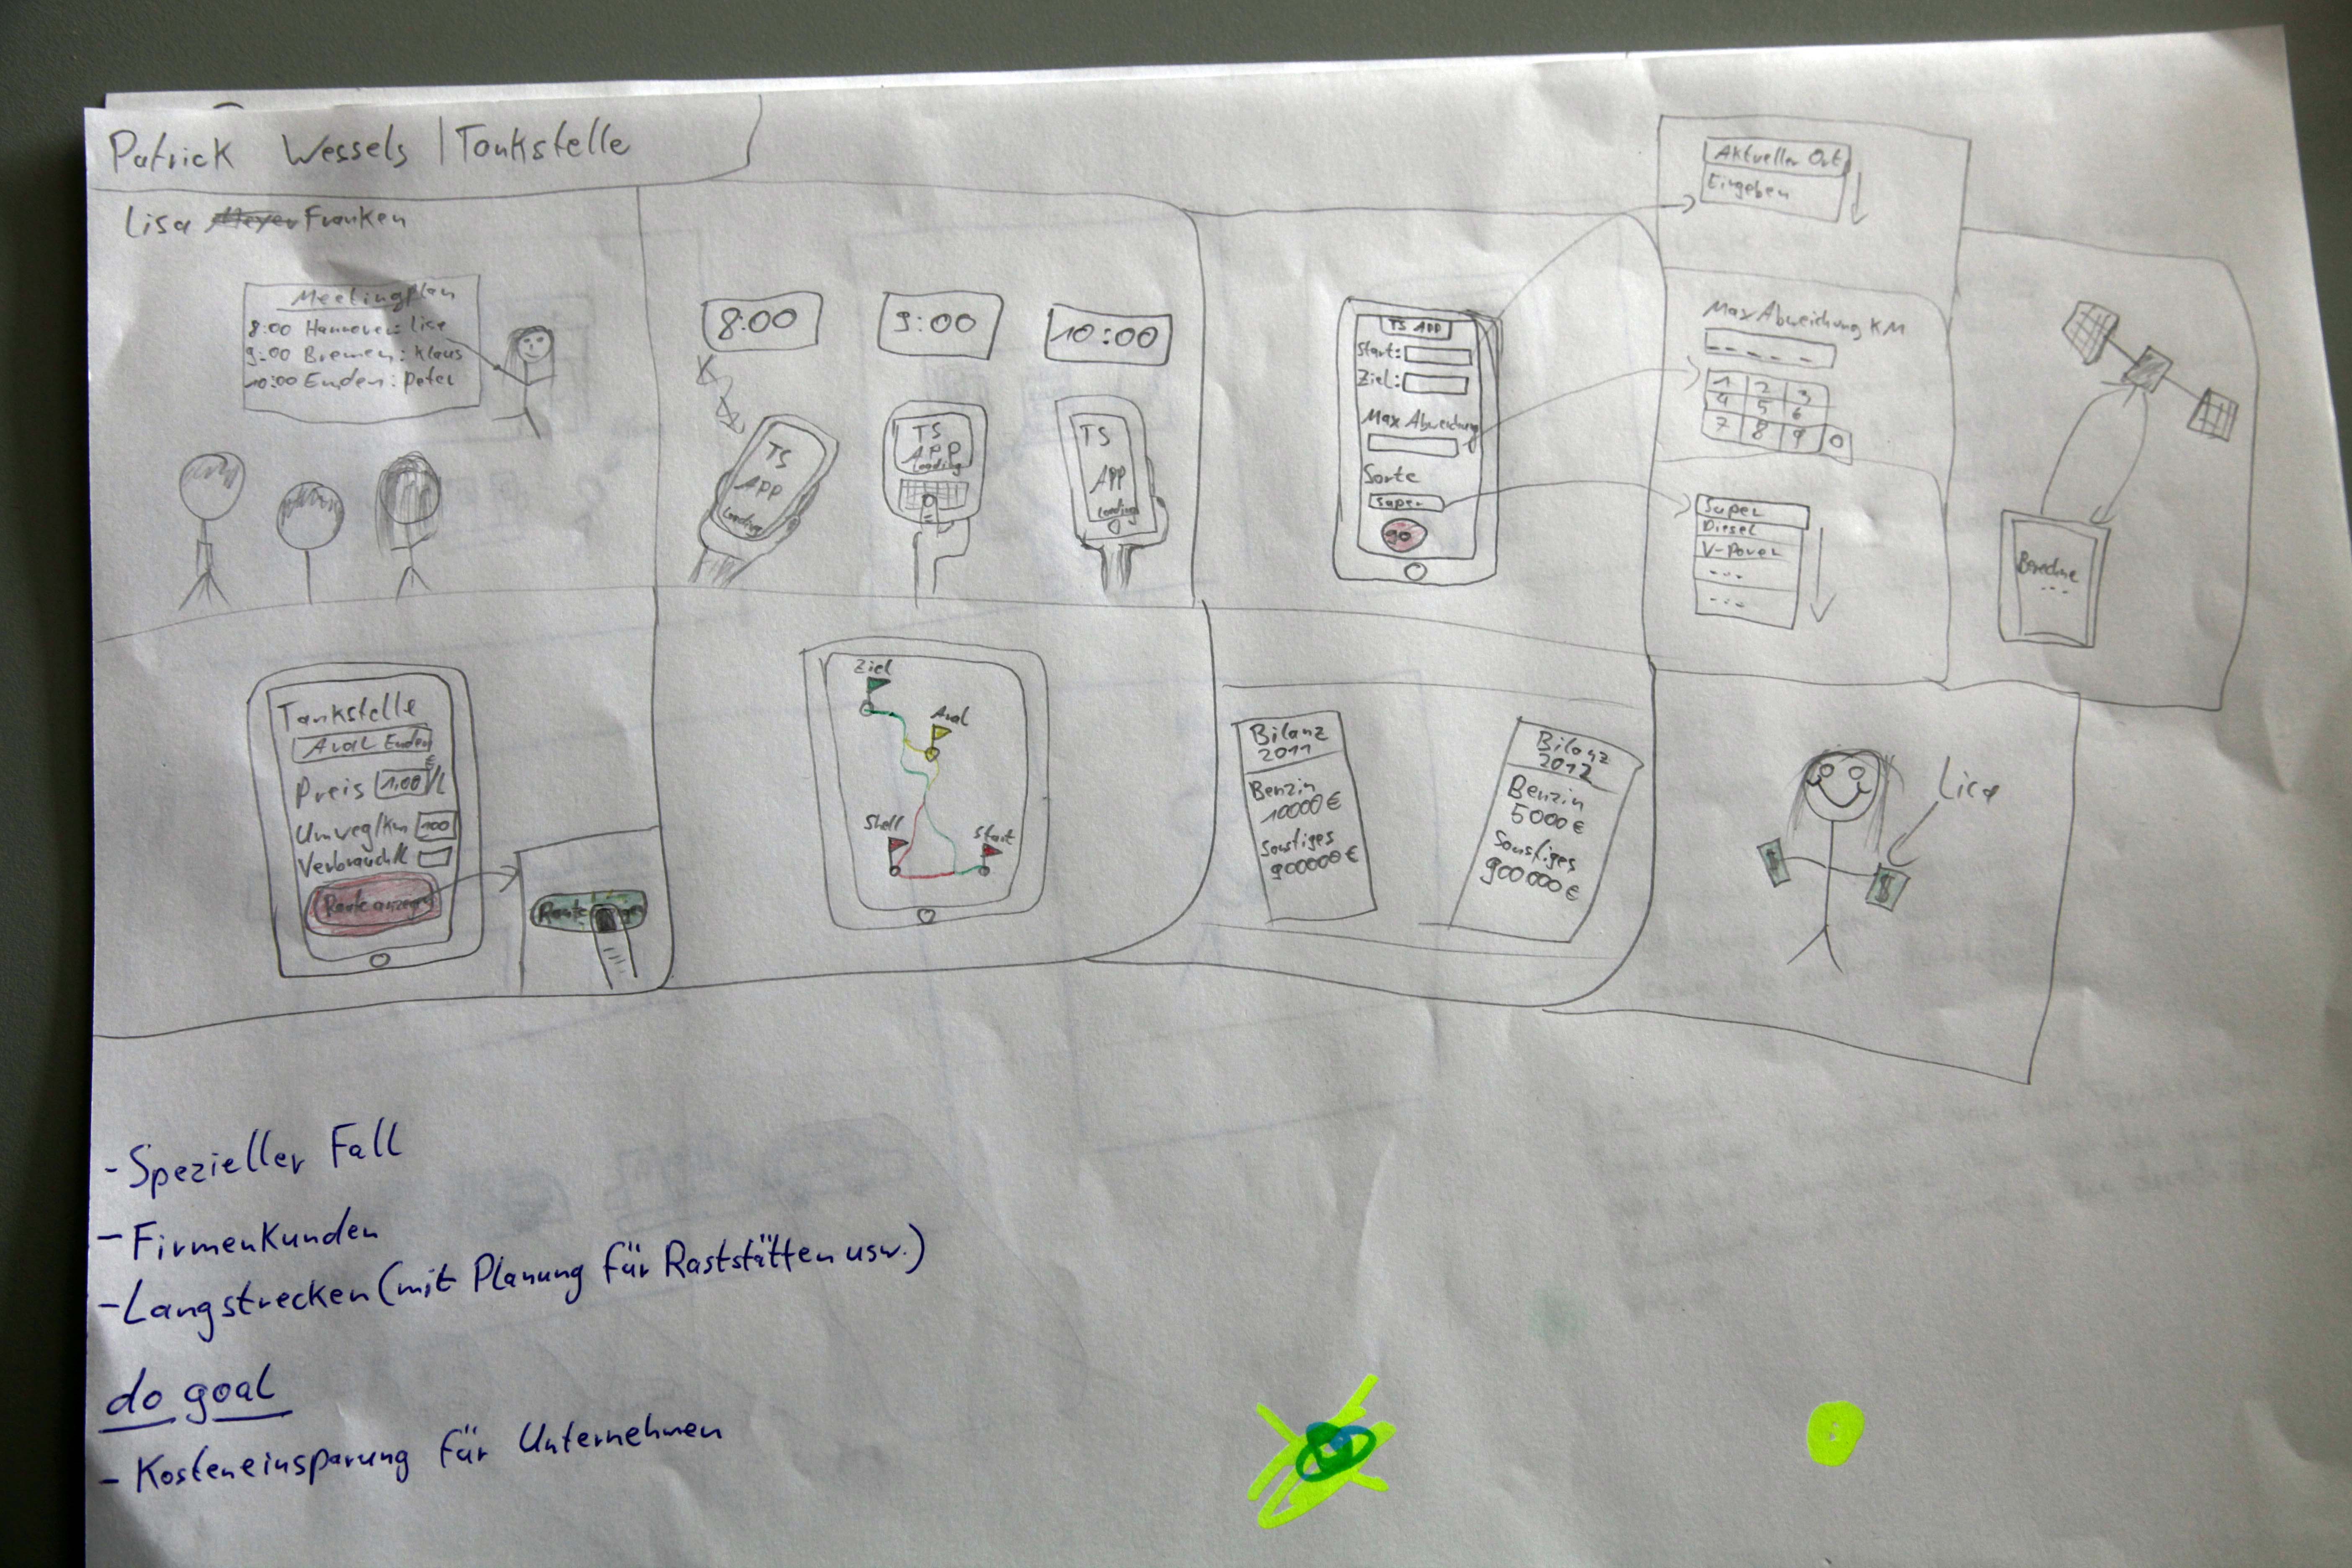 Patrick Wessels | Tankstelle
Lisa Meyer Franken
Meetingplan
8:00 Hannover: Lisa
9:00 Bremen: Klaus
10:00 Emden: Peter
8:00
9:00
10:00
TS
APP
Loading
TS
APP
Loading
TS
APP
Loading
TS APP
Start:
Ziel:
Max Abweichung
Sorte
Super
go
Aktueller Ort
Eingeben
Max Abweichung KM
1 2 3
4 5 6
7 8 9 0
Super
Diesel
V-Power
---
---
Berechne
...
Tankstelle
Aral Emden
Preis 1,00 €/l
Umweg/km 100
Verbrauch/l
Route anzeigen
Route
Ziel
Aral
Shell
Start
Bilanz
2011
Benzin
10000 €
Sonstiges
900000 €
Bilanz
2012
Benzin
5000 €
Sonstiges
900000 €
Lisa
$
- Spezieller Fall
- Firmenkunden
- Langstrecken (mit Planung für Raststätten usw.)
do goal
- Kosteneinsparung für Unternehmen